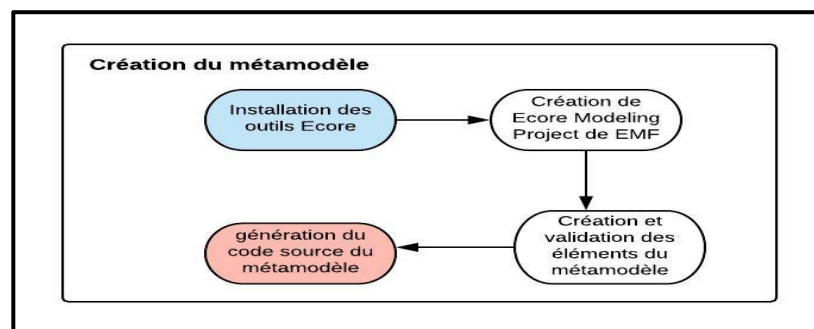 Création du métamodèle
Installation des
outils Ecore
Création de
Ecore Modeling
Project de EMF
Création et
validation des
éléments du
métamodèle
génération du
code source du
métamodèle